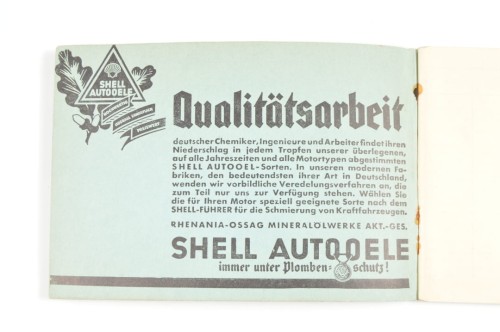 SHELL
AUTOOELE
Qualitätsarbeit
deutscher Chemiker, Ingenieure und Arbeiter findet ihren
Niederschlag in jedem Tropfen unserer überlegenen,
auf alle Jahreszeiten und alle Motortypen abgestimmten
SHELL AUTOOEL-Sorten. In unseren modernen Fa-
briken, den bedeutendsten ihrer Art in Deutschland,
wenden wir vorbildliche Veredelungsverfahren an, die
zum Teil nur uns zur Verfügung stehen. Wählen Sie
die für Ihren Motor speziell geeignete Sorte nach dem
SHELL-FÜHRER für die Schmierung von Kraftfahrzeugen.
RHENANIA-OSSAG MINERALÖLWERKE AKT.-GES.
SHELL AUTOOELE
immer unter Plomben-schutz!